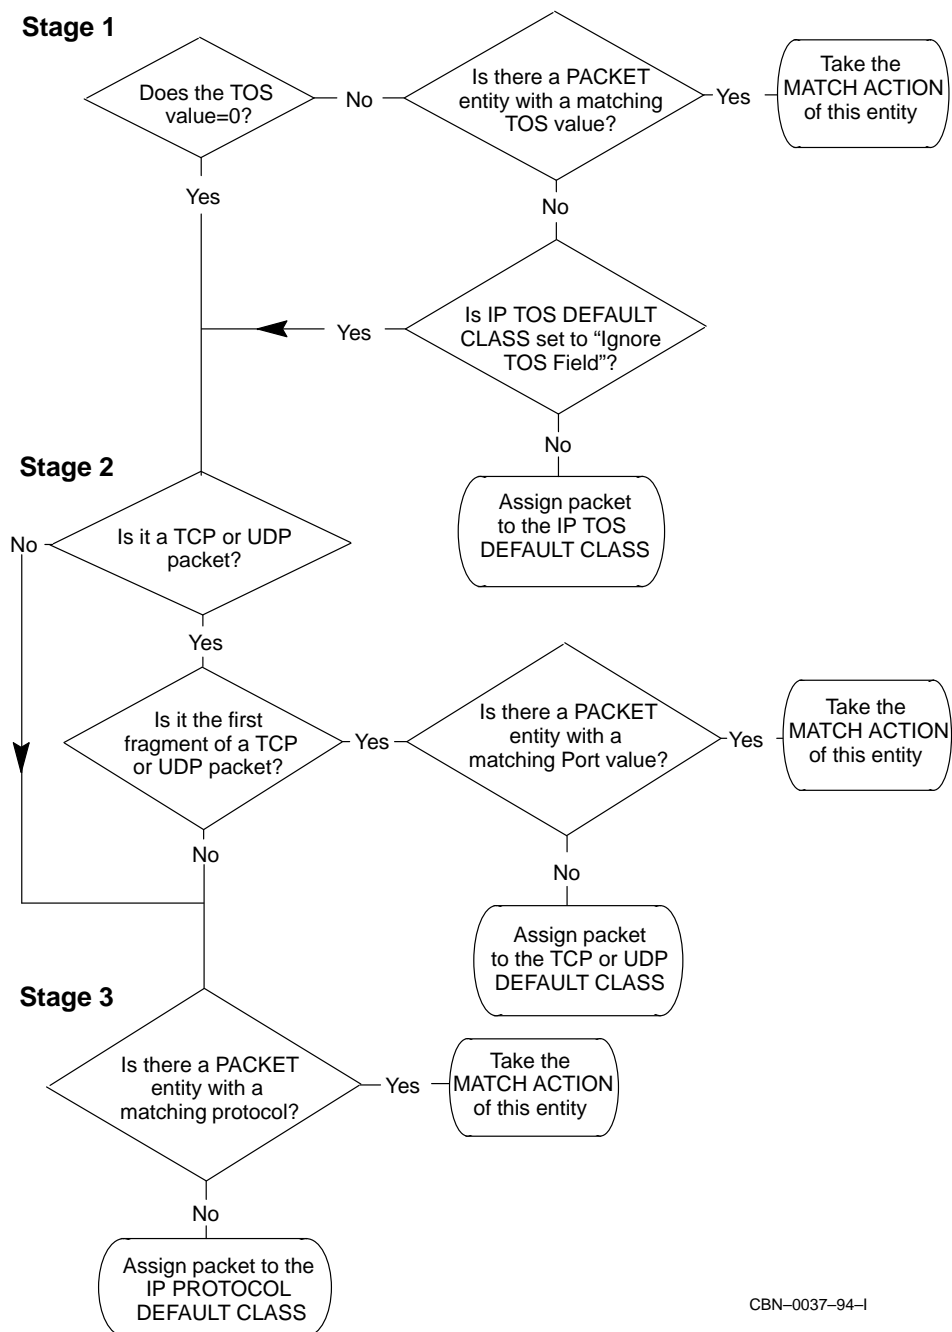 Stage 1
Does the TOS
value=0?
No
Is there a PACKET
entity with a matching
TOS value?
Yes
Take the
MATCH ACTION
of this entity
Yes
No
Is IP TOS DEFAULT
CLASS set to “Ignore
TOS Field”?
Yes
No
Assign packet
to the IP TOS
DEFAULT CLASS
Stage 2
Is it a TCP or UDP
packet?
No
Yes
Is it the first
fragment of a TCP
or UDP packet?
Yes
Is there a PACKET
entity with a
matching Port value?
Yes
Take the
MATCH ACTION
of this entity
No
No
Assign packet
to the TCP or UDP
DEFAULT CLASS
Stage 3
Is there a PACKET
entity with a
matching protocol?
Yes
Take the
MATCH ACTION
of this entity
No
Assign packet to the
IP PROTOCOL
DEFAULT CLASS
CBN–0037–94–I